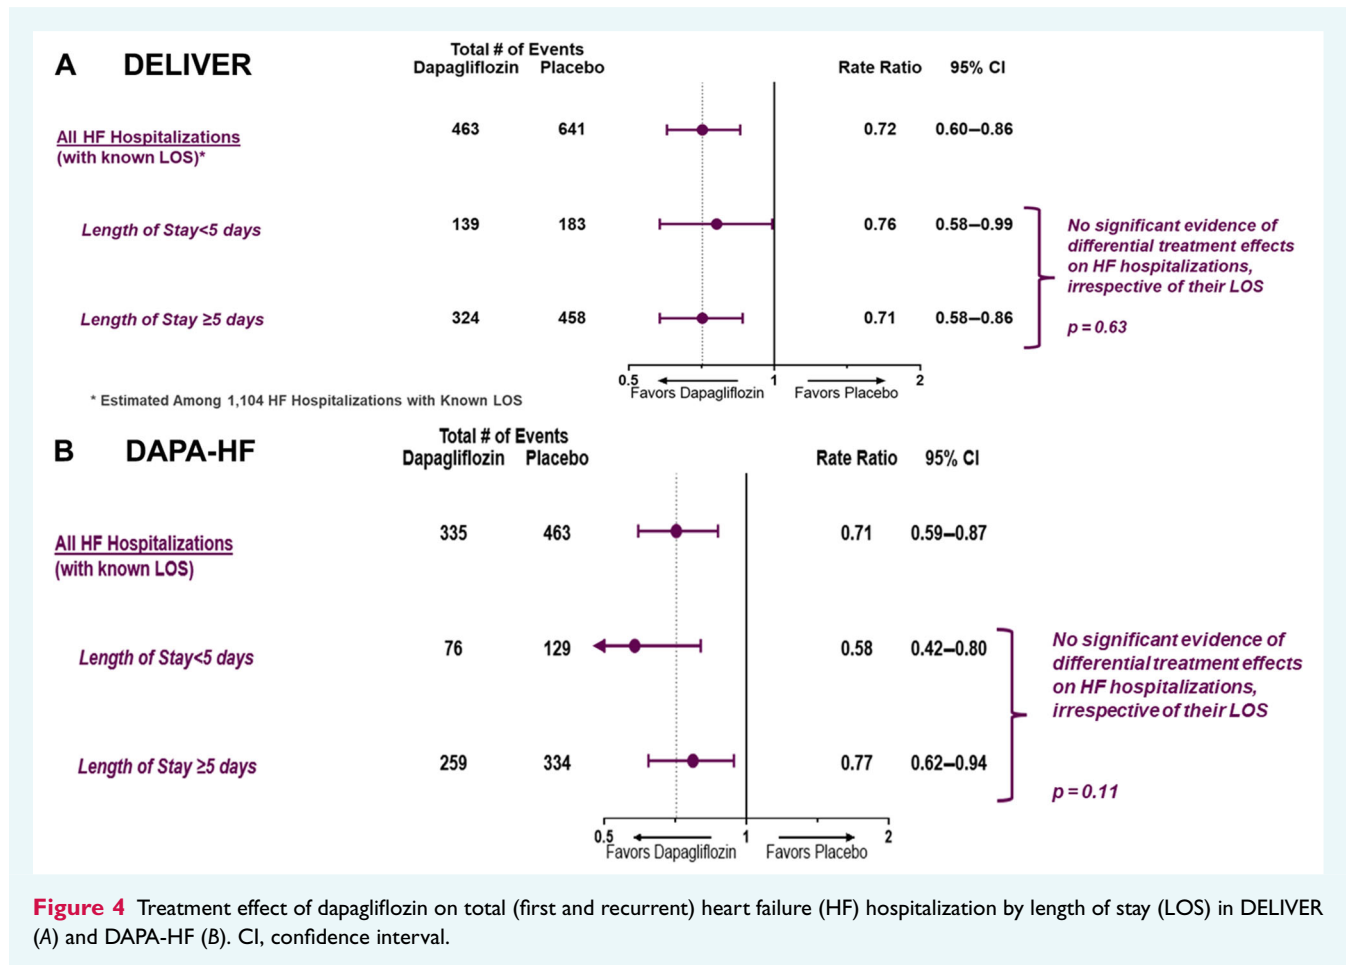 A DELIVER
Total # of Events
Dapagliflozin Placebo Rate Ratio 95% CI
All HF Hospitalizations 463 641 0.72 0.60–0.86
(with known LOS)*
Length of Stay<5 days 139 183 0.76 0.58–0.99
Length of Stay ≥5 days 324 458 0.71 0.58–0.86
No significant evidence of
differential treatment effects
on HF hospitalizations,
irrespective of their LOS
p = 0.63
0.5 1 2
Favors Dapagliflozin Favors Placebo
* Estimated Among 1,104 HF Hospitalizations with Known LOS
B DAPA-HF
Total # of Events
Dapagliflozin Placebo Rate Ratio 95% CI
All HF Hospitalizations 335 463 0.71 0.59–0.87
(with known LOS)
Length of Stay<5 days 76 129 0.58 0.42–0.80
Length of Stay ≥5 days 259 334 0.77 0.62–0.94
No significant evidence of
differential treatment effects
on HF hospitalizations,
irrespective of their LOS
p = 0.11
0.5 1 2
Favors Dapagliflozin Favors Placebo
Figure 4 Treatment effect of dapagliflozin on total (first and recurrent) heart failure (HF) hospitalization by length of stay (LOS) in DELIVER
(A) and DAPA-HF (B). CI, confidence interval.